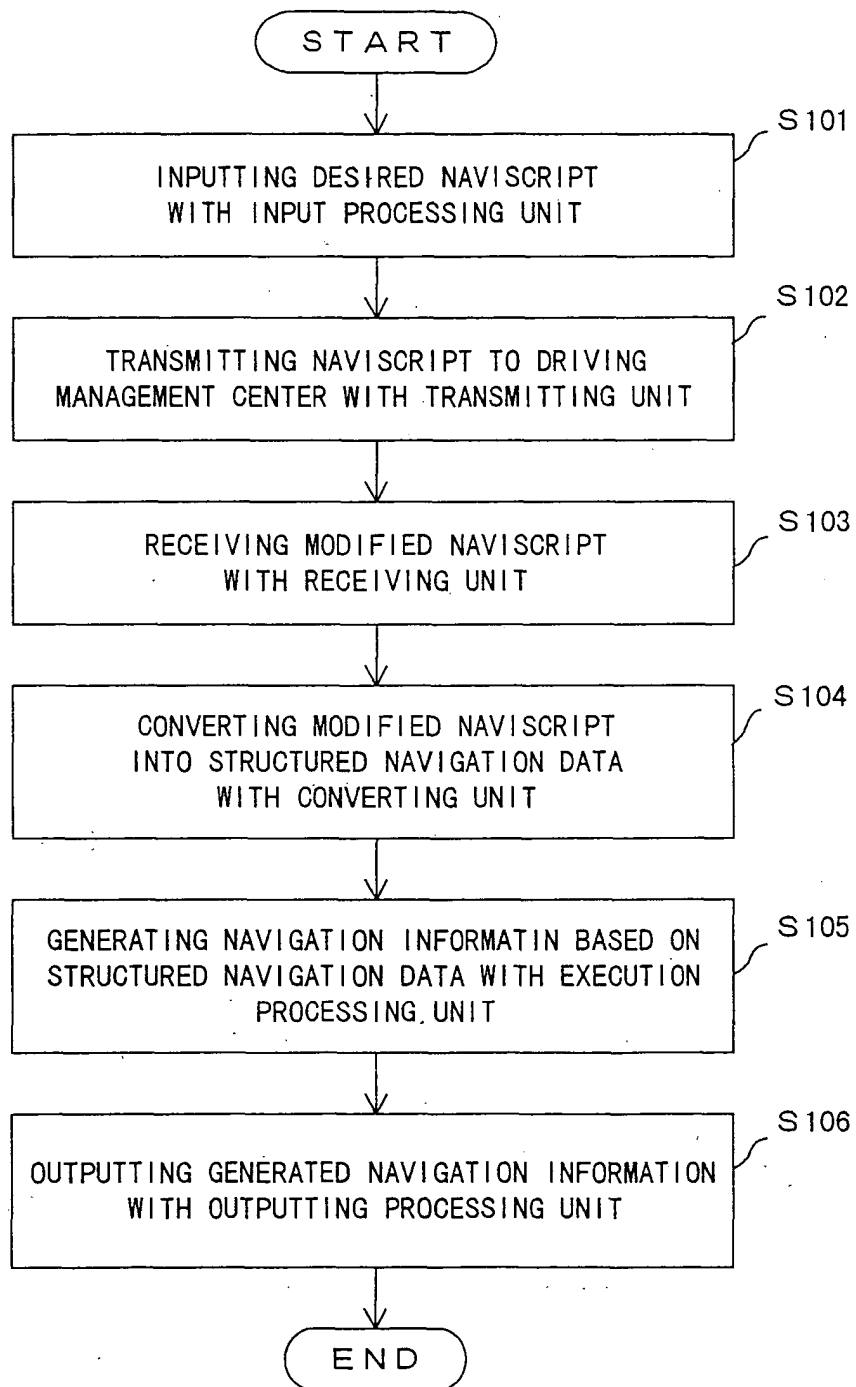 START
S101
INPUTTING DESIRED NAVISCRIPT
WITH INPUT PROCESSING UNIT
S102
TRANSMITTING NAVISCRIPT TO DRIVING
MANAGEMENT CENTER WITH TRANSMITTING UNIT
S103
RECEIVING MODIFIED NAVISCRIPT
WITH RECEIVING UNIT
S104
CONVERTING MODIFIED NAVISCRIPT
INTO STRUCTURED NAVIGATION DATA
WITH CONVERTING UNIT
S105
GENERATING NAVIGATION INFORMATIN BASED ON
STRUCTURED NAVIGATION DATA WITH EXECUTION
PROCESSING UNIT
S106
OUTPUTTING GENERATED NAVIGATION INFORMATION
WITH OUTPUTTING PROCESSING UNIT
END